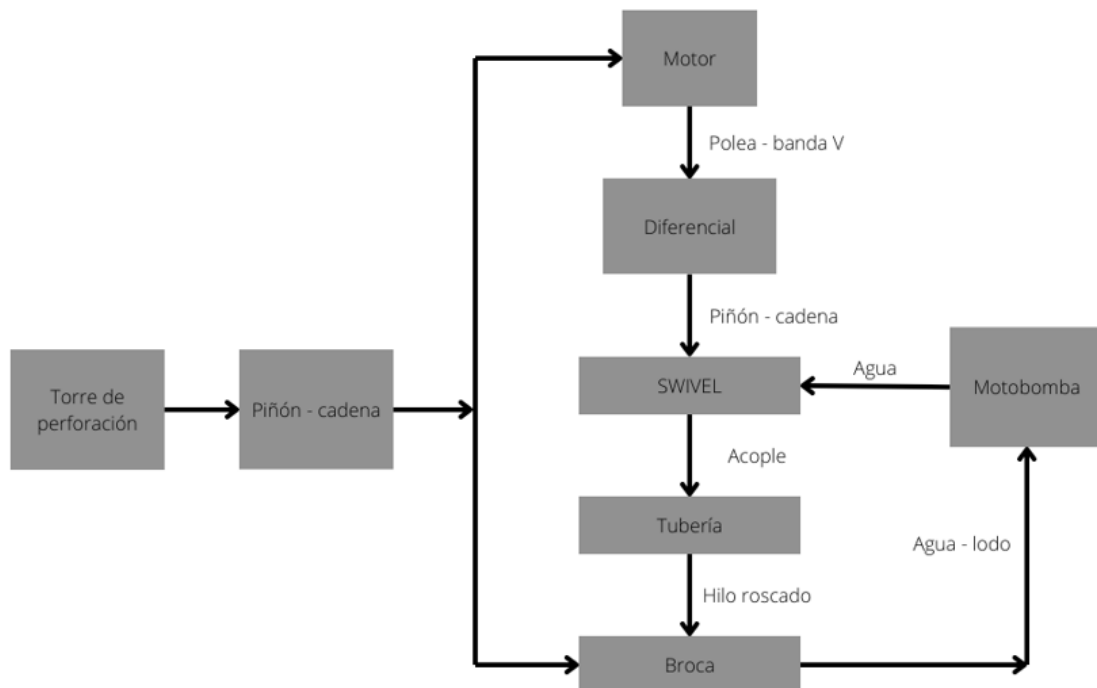 Motor
Polea - banda V
Diferencial
Piñón - cadena
Torre de
perforación
Piñón - cadena
SWIVEL
Agua
Motobomba
Acople
Tubería
Agua - lodo
Hilo roscado
Broca